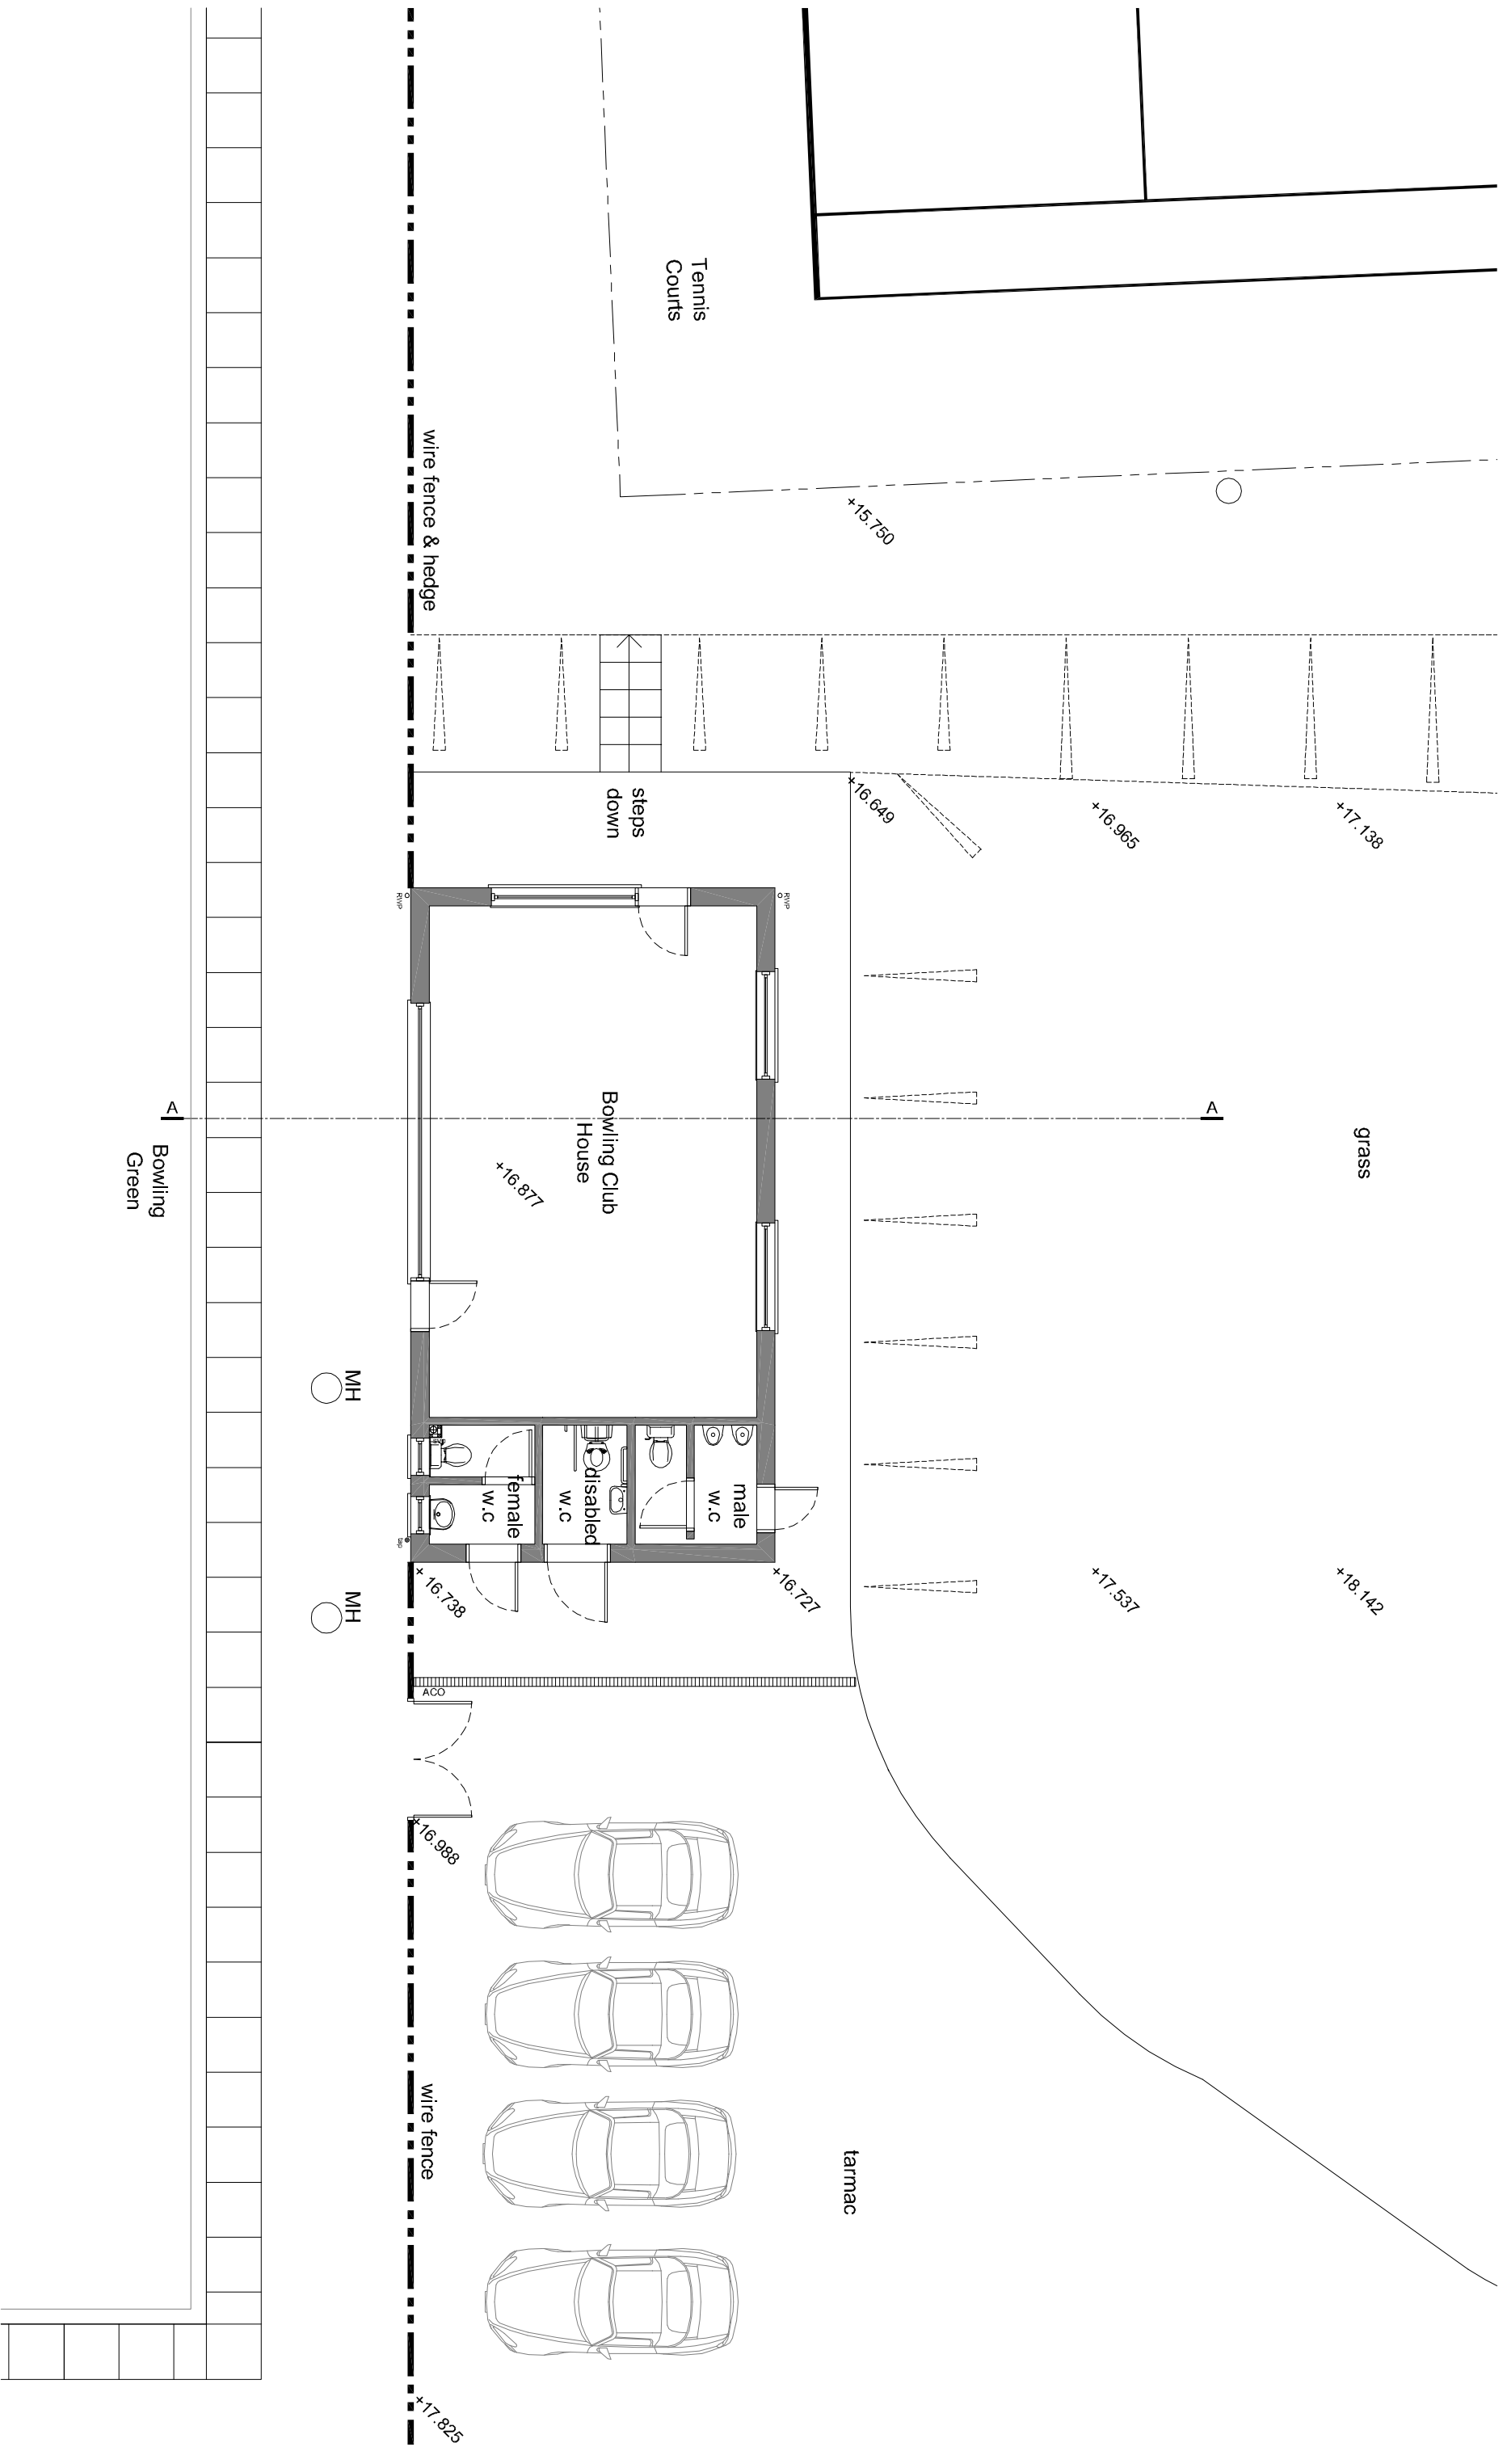 Tennis
Courts
wire fence & hedge
+15.750
steps
down
+16.649
+16.965
+17.138
RWP
RWP
A
A
Bowling Club
House
+16.877
grass
Bowling
Green
MH
SVP
female
w.c
disabled
w.c
male
w.c
+16.738
+16.727
+17.537
+18.142
MH
ACO
+16.988
wire fence
tarmac
+17.825